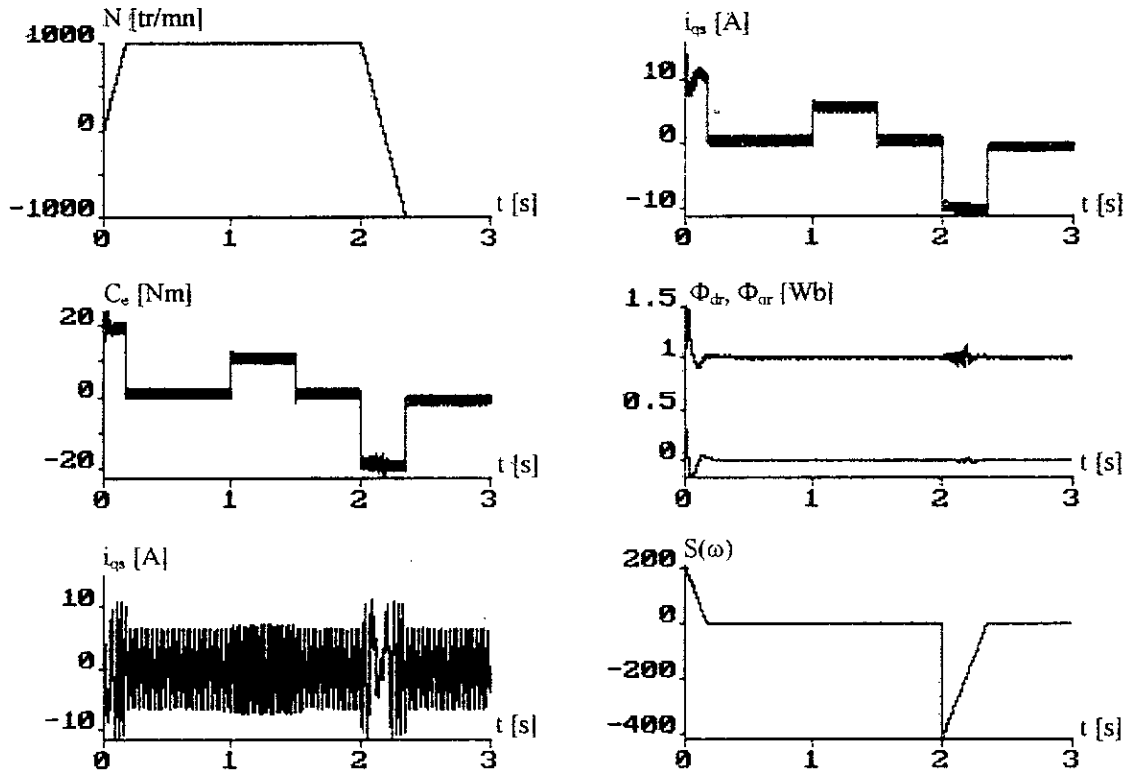 N [tr/mn]
1000
0
-1000
0 1 2 3
t [s]
i_qs [A]
10
0
-10
0 1 2 3
t [s]
C_e [Nm]
20
0
-20
0 1 2 3
t [s]
Φ_dr, Φ_qr [Wb]
1.5
1
0.5
0
0 1 2 3
t [s]
i_qs [A]
10
0
-10
0 1 2 3
t [s]
S(ω)
200
0
-200
-400
0 1 2 3
t [s]